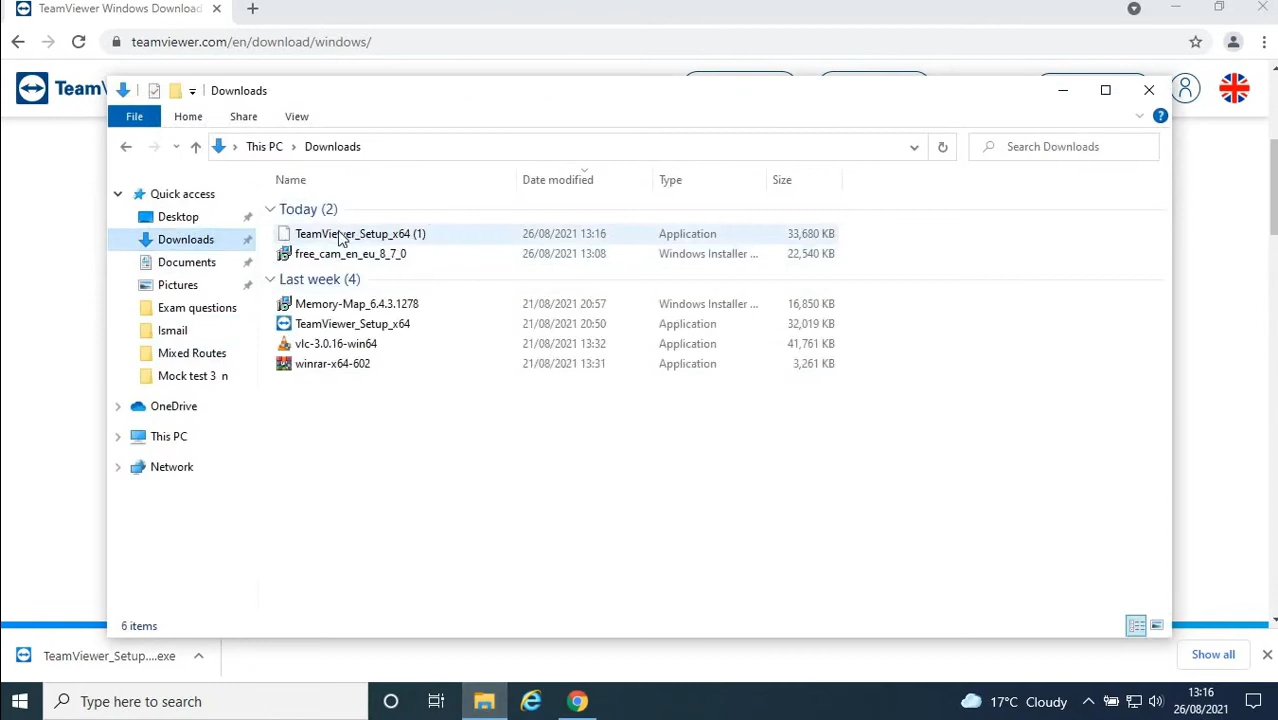 TeamViewer Windows Download
teamviewer.com/en/download/windows/
Team
Downloads
File
Home
Share
View
This PC
Downloads
Search Downloads
Name
Date modified
Type
Size
Quick access
Desktop
Downloads
Documents
Pictures
Exam questions
Ismail
Mixed Routes
Mock test 3 n
OneDrive
This PC
Network
Today (2)
TeamViewer_Setup_x64 (1) 26/08/2021 13:16 Application 33,680 KB
free_cam_en_eu_8_7_0 26/08/2021 13:08 Windows Installer ... 22,540 KB
Last week (4)
Memory-Map_6.4.3.1278 21/08/2021 20:57 Windows Installer ... 16,850 KB
TeamViewer_Setup_x64 21/08/2021 20:50 Application 32,019 KB
vlc-3.0.16-win64 21/08/2021 13:32 Application 41,761 KB
winrar-x64-602 21/08/2021 13:31 Application 3,261 KB
6 items
TeamViewer_Setup....exe
Show all
Type here to search
17°C Cloudy
13:16
26/08/2021